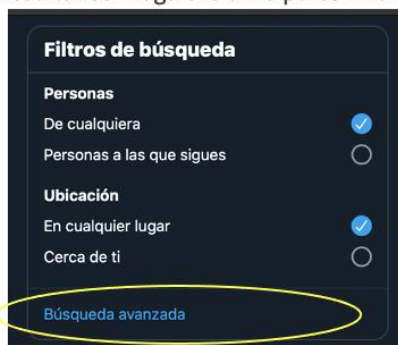 Filtros de búsqueda
Personas
De cualquiera
Personas a las que sigues
Ubicación
En cualquier lugar
Cerca de ti
Búsqueda avanzada